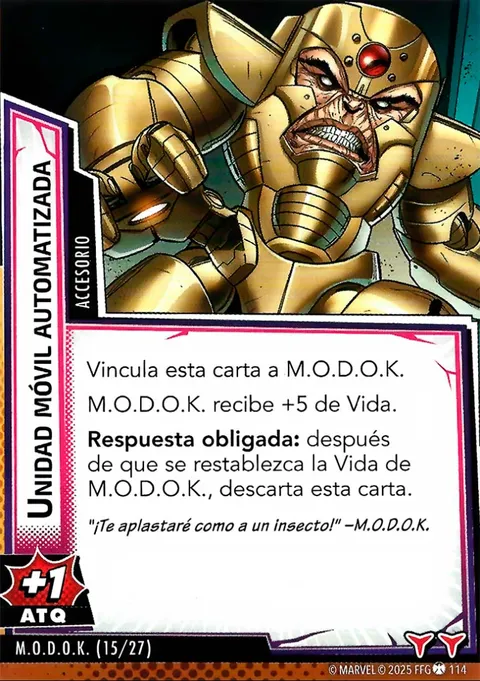 UNIDAD MÓVIL AUTOMATIZADA
ACCESORIO
Vincula esta carta a M.O.D.O.K.
M.O.D.O.K. recibe +5 de Vida.
Respuesta obligada: después
de que se restablezca la Vida de
M.O.D.O.K., descarta esta carta.
"¡Te aplastaré como a un insecto!" –M.O.D.O.K.
+1
ATQ
M.O.D.O.K. (15/27)
© MARVEL © 2025 FFG 114